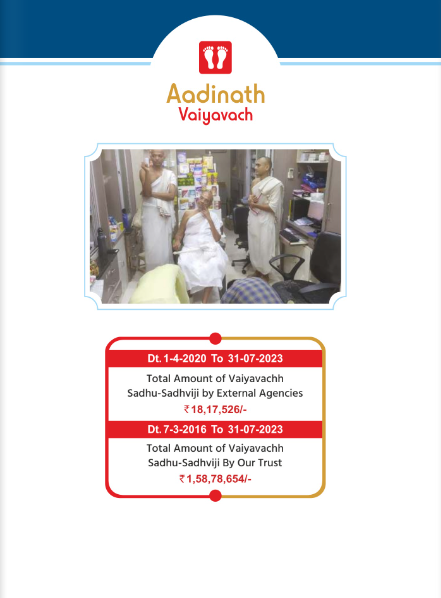 Aadinath
Vaiyavach
Dt. 1-4-2020 To 31-07-2023
Total Amount of Vaiyavachh
Sadhu-Sadhviji by External Agencies
₹18,17,526/-
Dt. 7-3-2016 To 31-07-2023
Total Amount of Vaiyavachh
Sadhu-Sadhviji By Our Trust
₹1,58,78,654/-